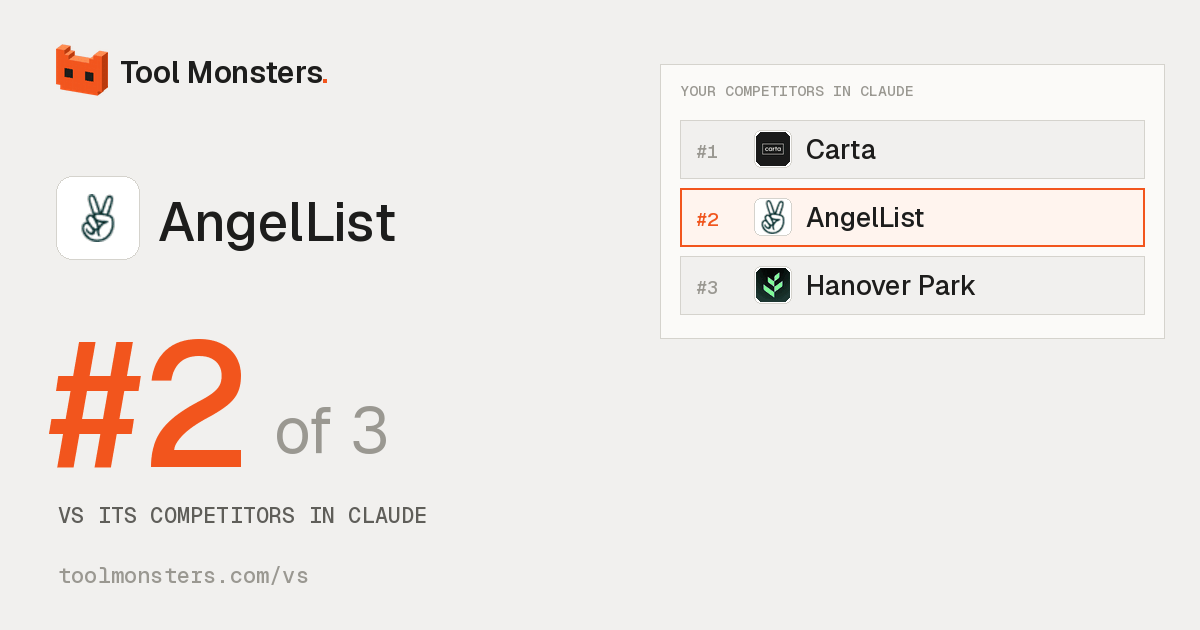 Tool Monsters.
AngelList
#2 of 3
VS ITS COMPETITORS IN CLAUDE
toolmonsters.com/vs
YOUR COMPETITORS IN CLAUDE
#1 carta Carta
#2 AngelList
#3 Hanover Park